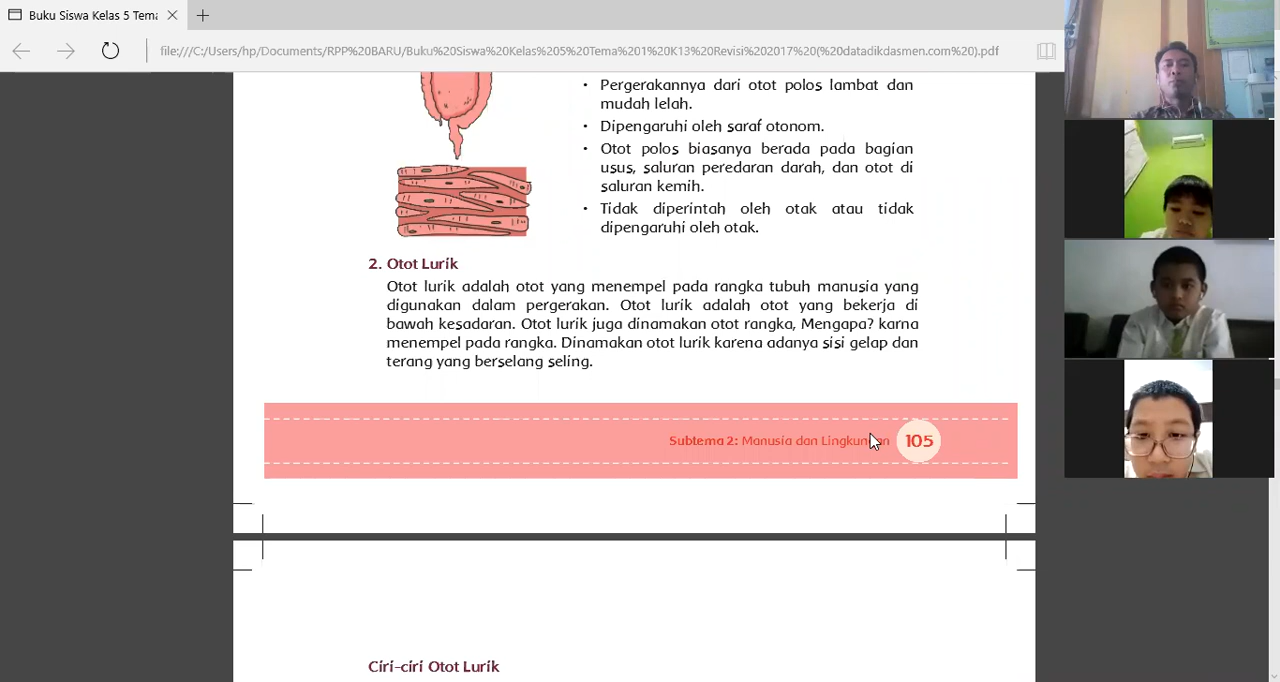 Buku Siswa Kelas 5 Tema
file:///C:/Users/hp/Documents/RPP%20BARU/Buku%20Siswa%20Kelas%205%20Tema%201%20K13%20Revisi%202017%20(%20datadikdasmen.com%20).pdf
• Pergerakannya dari otot polos lambat dan
mudah lelah.
• Dipengaruhi oleh saraf otonom.
• Otot polos biasanya berada pada bagian
usus, saluran peredaran darah, dan otot di
saluran kemih.
• Tidak diperintah oleh otak atau tidak
dipengaruhi oleh otak.
2. Otot Lurik
Otot lurik adalah otot yang menempel pada rangka tubuh manusia yang
digunakan dalam pergerakan. Otot lurik adalah otot yang bekerja di
bawah kesadaran. Otot lurik juga dinamakan otot rangka, Mengapa? karna
menempel pada rangka. Dinamakan otot lurik karena adanya sisi gelap dan
terang yang berselang seling.
Subtema 2: Manusia dan Lingkungan 105
Ciri-ciri Otot Lurik